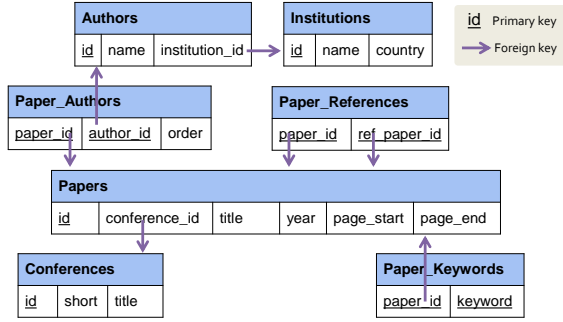 Authors
id name institution_id
Institutions
id name country
id Primary key
Foreign key
Paper_Authors
paper_id author_id order
Paper_References
paper_id ref_paper_id
Papers
id conference_id title year page_start page_end
Conferences
id short title
Paper_Keywords
paper_id keyword